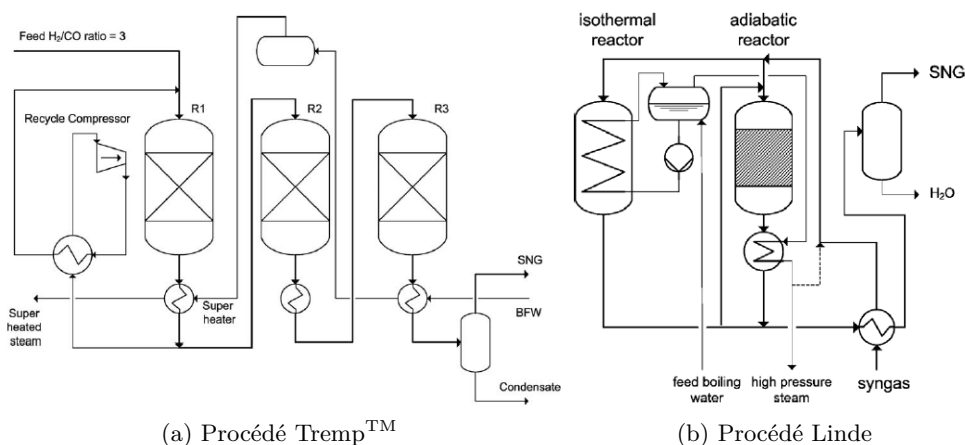 Feed H₂/CO ratio = 3
R1
R2
R3
Recycle Compressor
Super
heated
steam
Super
heater
SNG
BFW
Condensate
(a) Procédé Tremp™
isothermal
reactor
adiabatic
reactor
SNG
H₂O
feed boiling
water
high pressure
steam
syngas
(b) Procédé Linde